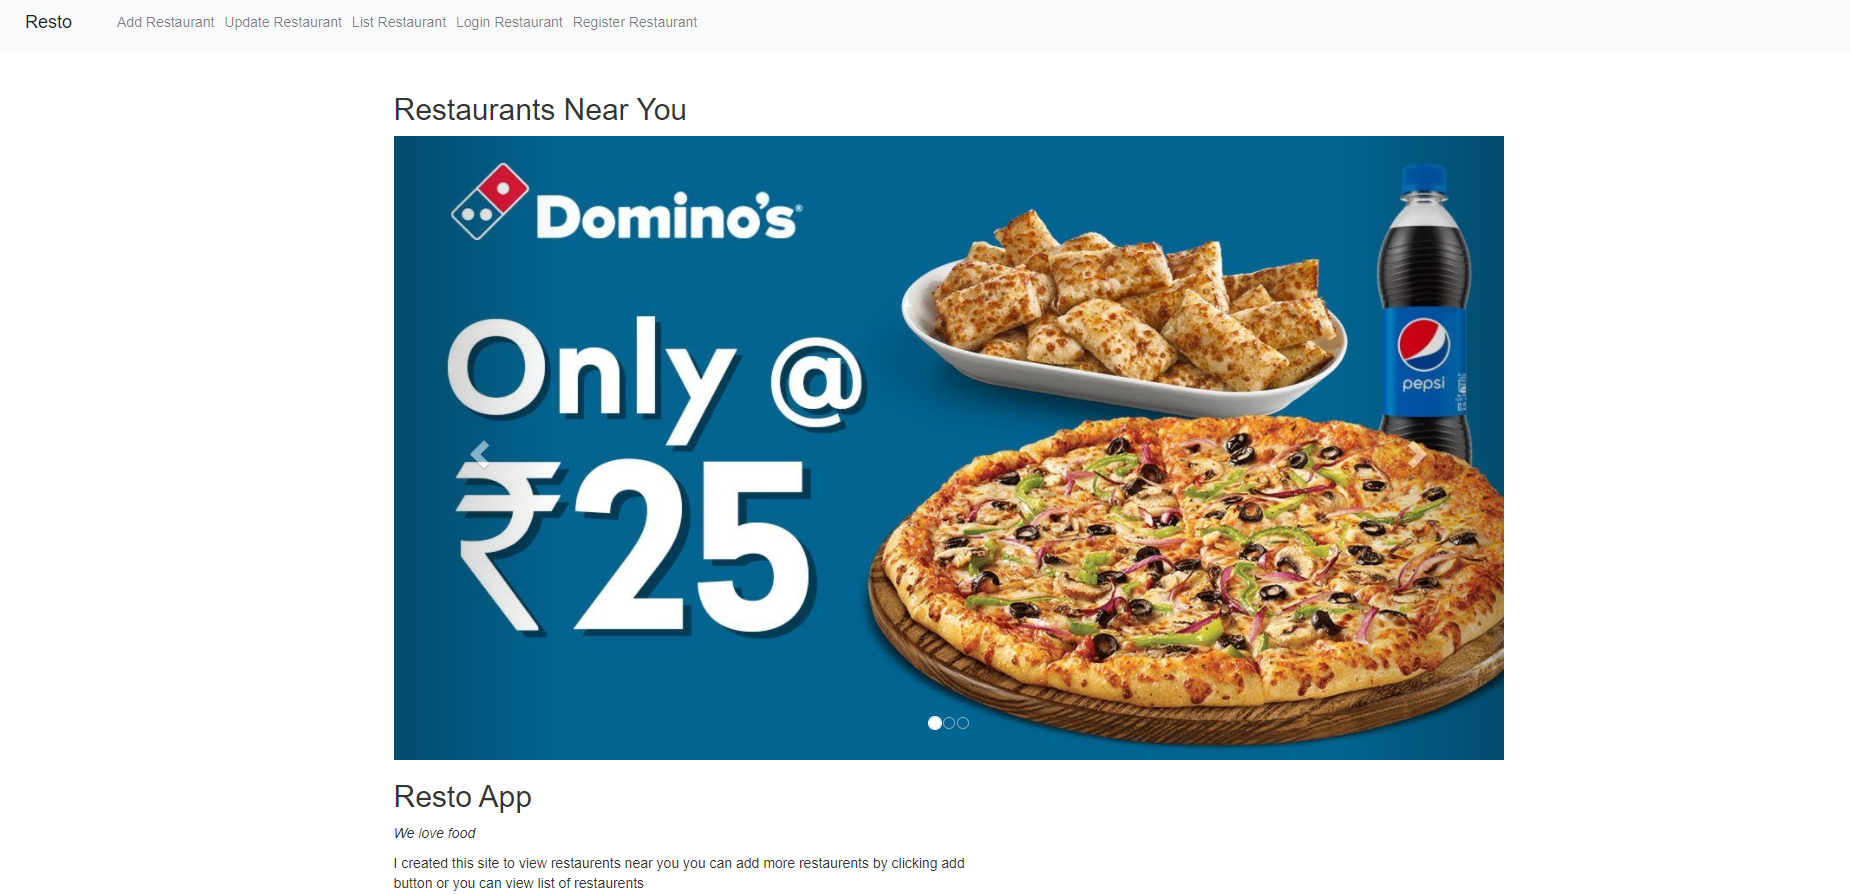 Resto Add Restaurant Update Restaurant List Restaurant Login Restaurant Register Restaurant
Restaurants Near You
Domino's®
Only @
₹25
pepsi
Resto App
We love food
I created this site to view restaurents near you you can add more restaurents by clicking add
button or you can view list of restaurents